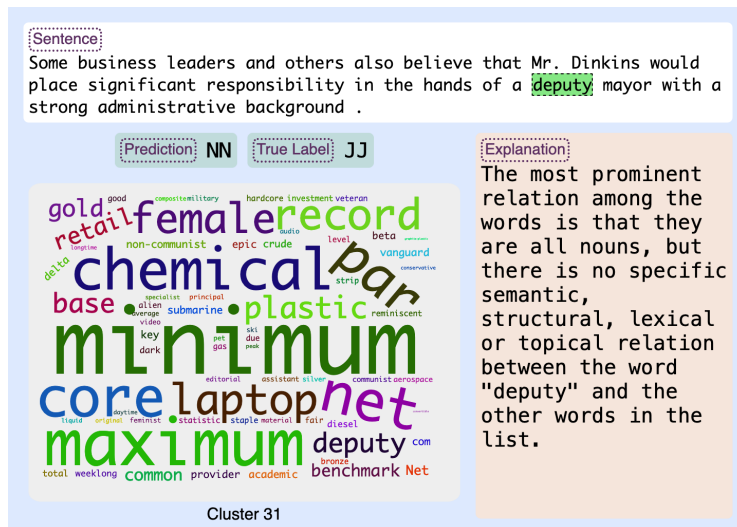 Sentence
Some business leaders and others also believe that Mr. Dinkins would
place significant responsibility in the hands of a deputy mayor with a
strong administrative background .
Prediction NN True Label JJ
Explanation
The most prominent
relation among the
words is that they
are all nouns, but
there is no specific
semantic,
structural, lexical
or topical relation
between the word
"deputy" and the
other words in the
list.
good composite military hardcore investment veteran
gold retail female record
longtime audio level beta
non-communist epic crude vanguard
delta chemical par strip conservative
base specialist principal
alien submarine plastic reminiscent
average
video
minimum
key dark pet gas ski due peak
editorial assistant silver communist aerospace
core laptop net
daytime
liquid original feminist statistic staple material fair diesel
maximum deputy com
bronze
total weeklong common provider academic benchmark Net
Cluster 31